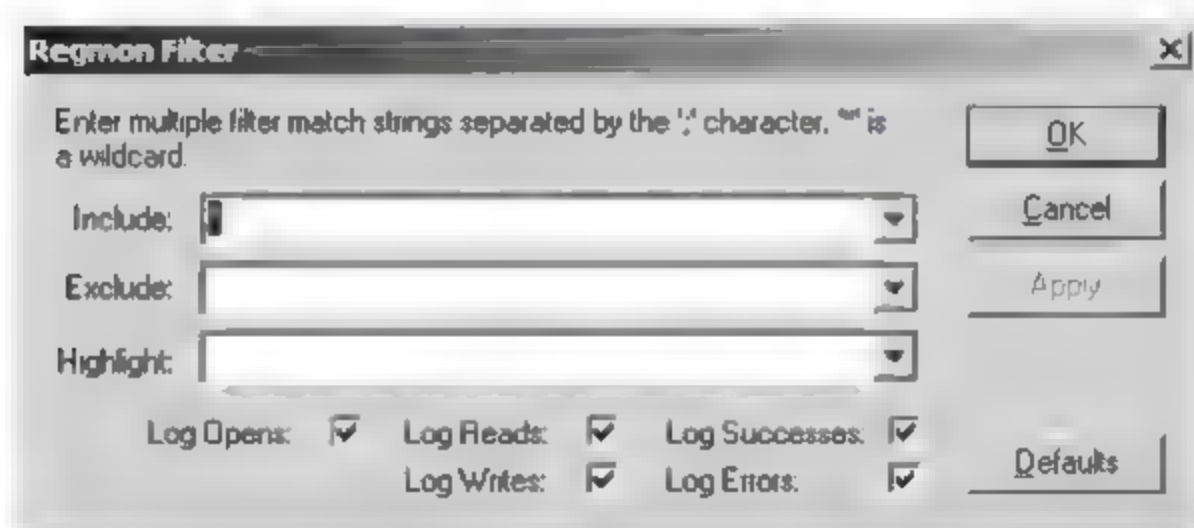 Regmon Filter
Enter multiple filter match strings separated by the ';' character. '*' is
a wildcard.
OK
Include:
Cancel
Exclude:
Apply
Highlight:
Log Opens: Log Reads: Log Successes:
Log Writes: Log Errors:
Defaults